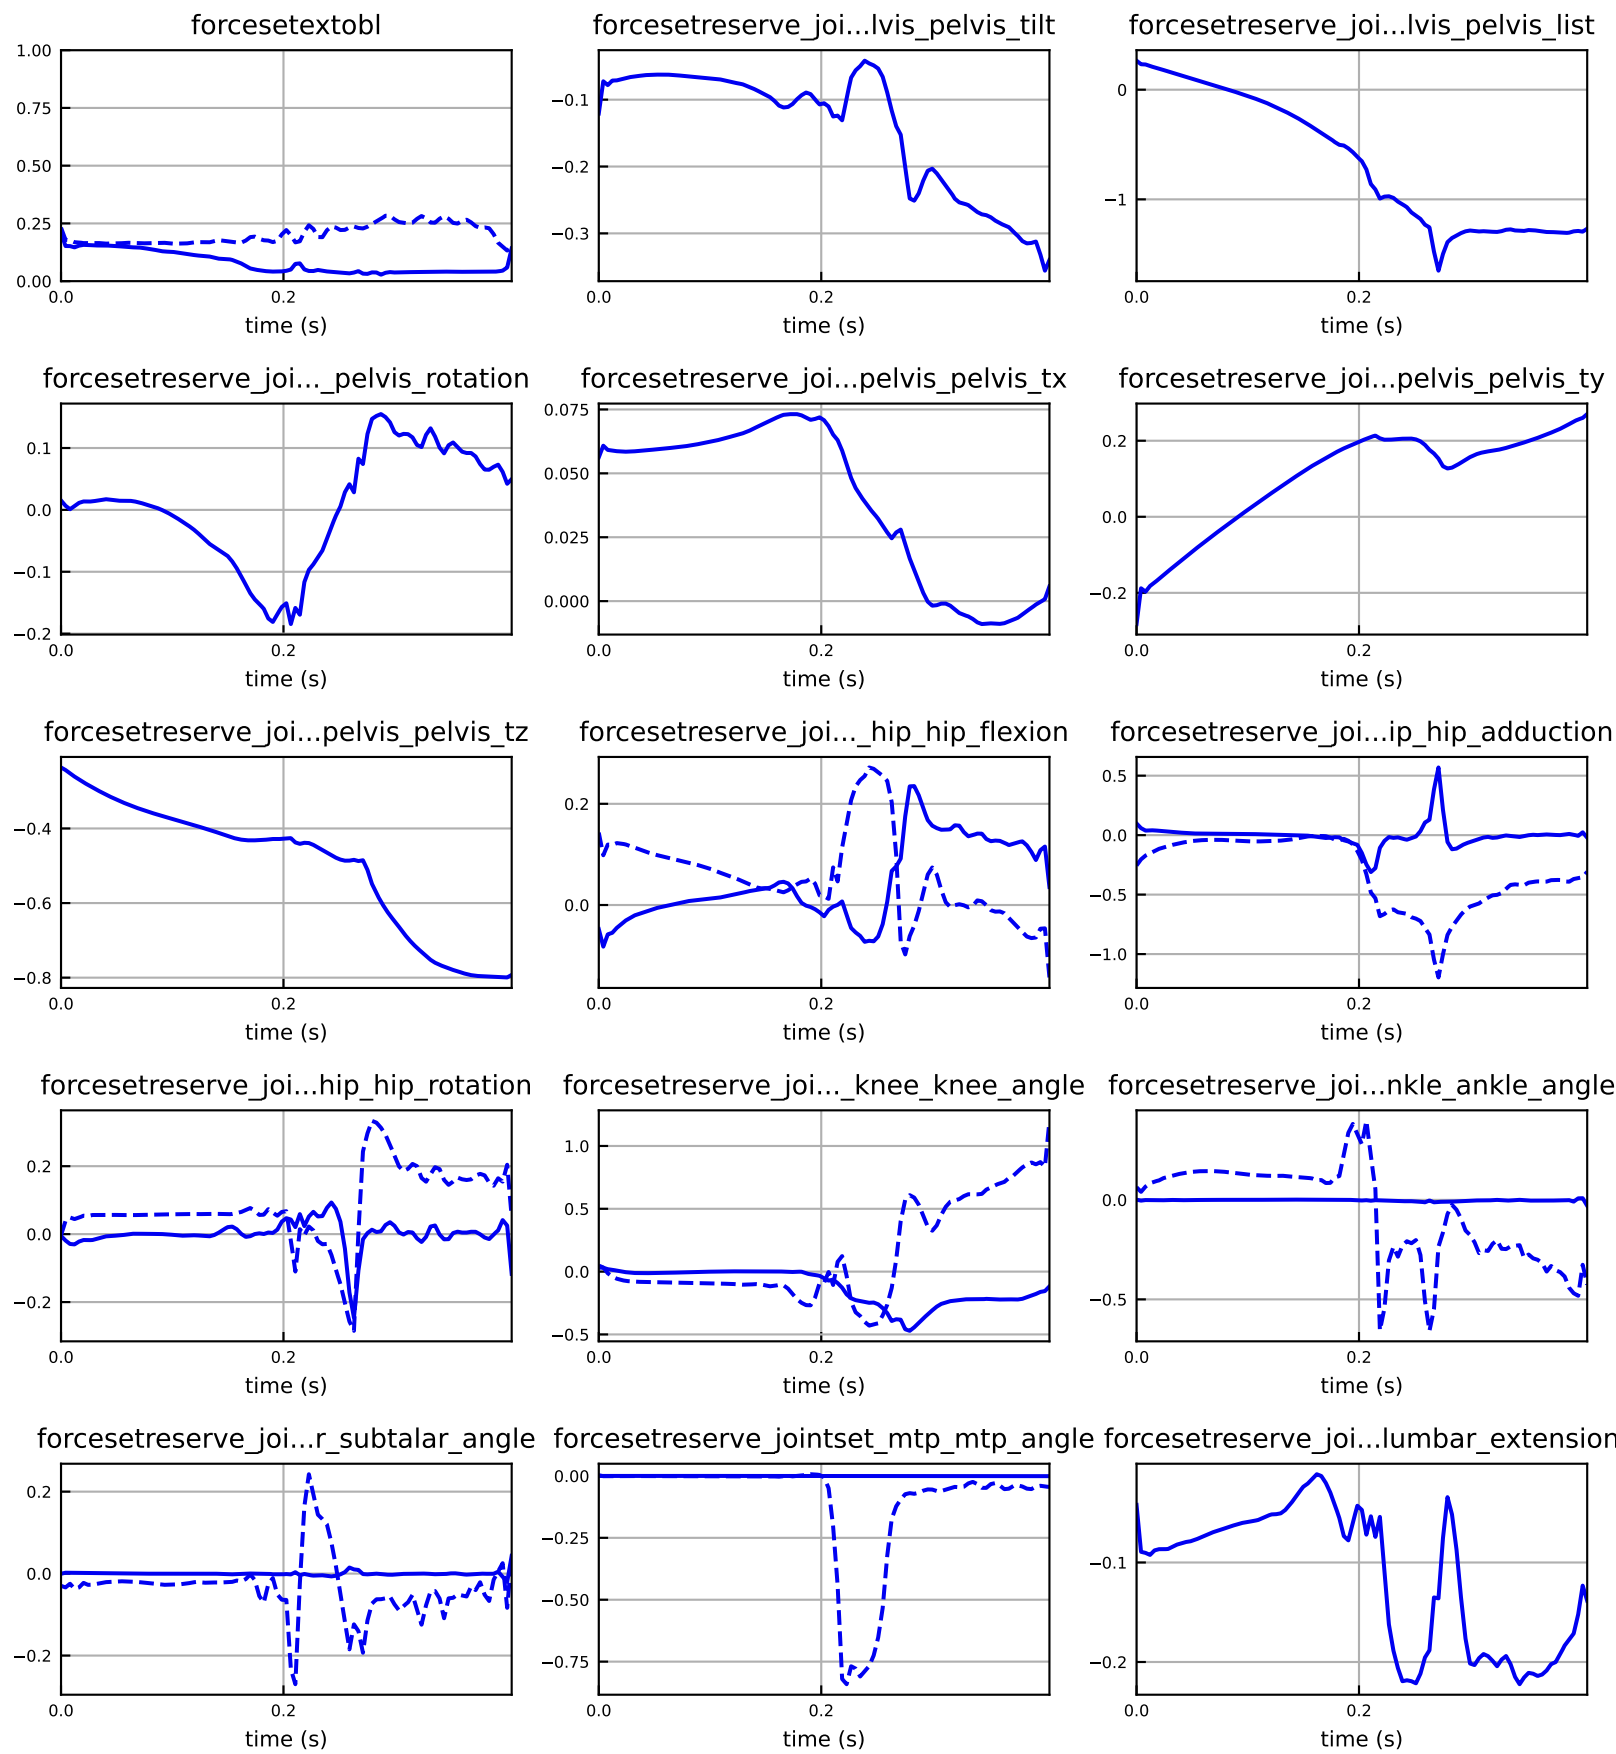 forcesetextobl
forcesetreserve_joi...lvis_pelvis_tilt
forcesetreserve_joi...lvis_pelvis_list
1.00
0.75
0.50
0.25
0.00
0.0 0.2
time (s)
−0.1
−0.2
−0.3
0.0 0.2
time (s)
0
−1
0.0 0.2
time (s)
forcesetreserve_joi..._pelvis_rotation
forcesetreserve_joi...pelvis_pelvis_tx
forcesetreserve_joi...pelvis_pelvis_ty
0.1
0.0
−0.1
−0.2
0.0 0.2
time (s)
0.075
0.050
0.025
0.000
0.0 0.2
time (s)
0.2
0.0
−0.2
0.0 0.2
time (s)
forcesetreserve_joi...pelvis_pelvis_tz
forcesetreserve_joi..._hip_hip_flexion
forcesetreserve_joi...ip_hip_adduction
−0.4
−0.6
−0.8
0.0 0.2
time (s)
0.2
0.0
0.0 0.2
time (s)
0.5
0.0
−0.5
−1.0
0.0 0.2
time (s)
forcesetreserve_joi...hip_hip_rotation
forcesetreserve_joi..._knee_knee_angle
forcesetreserve_joi...nkle_ankle_angle
0.2
0.0
−0.2
0.0 0.2
time (s)
1.0
0.5
0.0
−0.5
0.0 0.2
time (s)
0.0
−0.5
0.0 0.2
time (s)
forcesetreserve_joi...r_subtalar_angle
forcesetreserve_jointset_mtp_mtp_angle
forcesetreserve_joi...lumbar_extension
0.2
0.0
−0.2
0.0 0.2
time (s)
0.00
−0.25
−0.50
−0.75
0.0 0.2
time (s)
−0.1
−0.2
0.0 0.2
time (s)